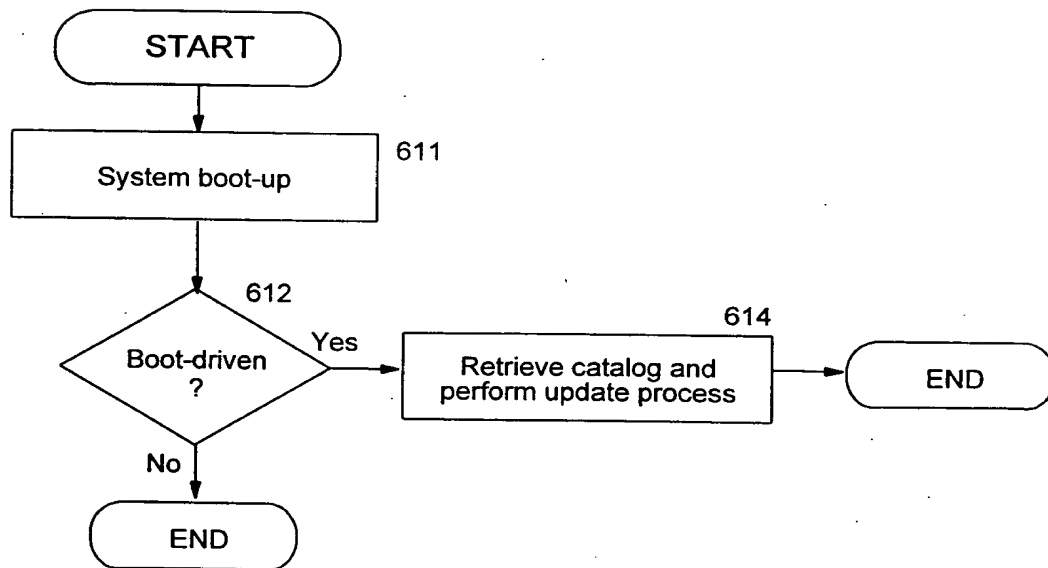 START
System boot-up
611
612
Boot-driven
?
Yes
614
Retrieve catalog and
perform update process
END
No
END